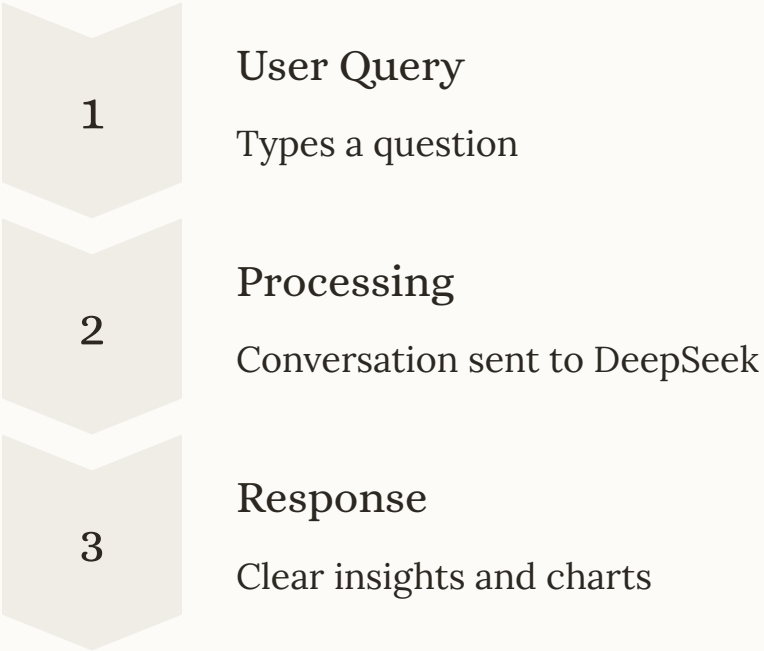 1
User Query
Types a question
2
Processing
Conversation sent to DeepSeek
3
Response
Clear insights and charts